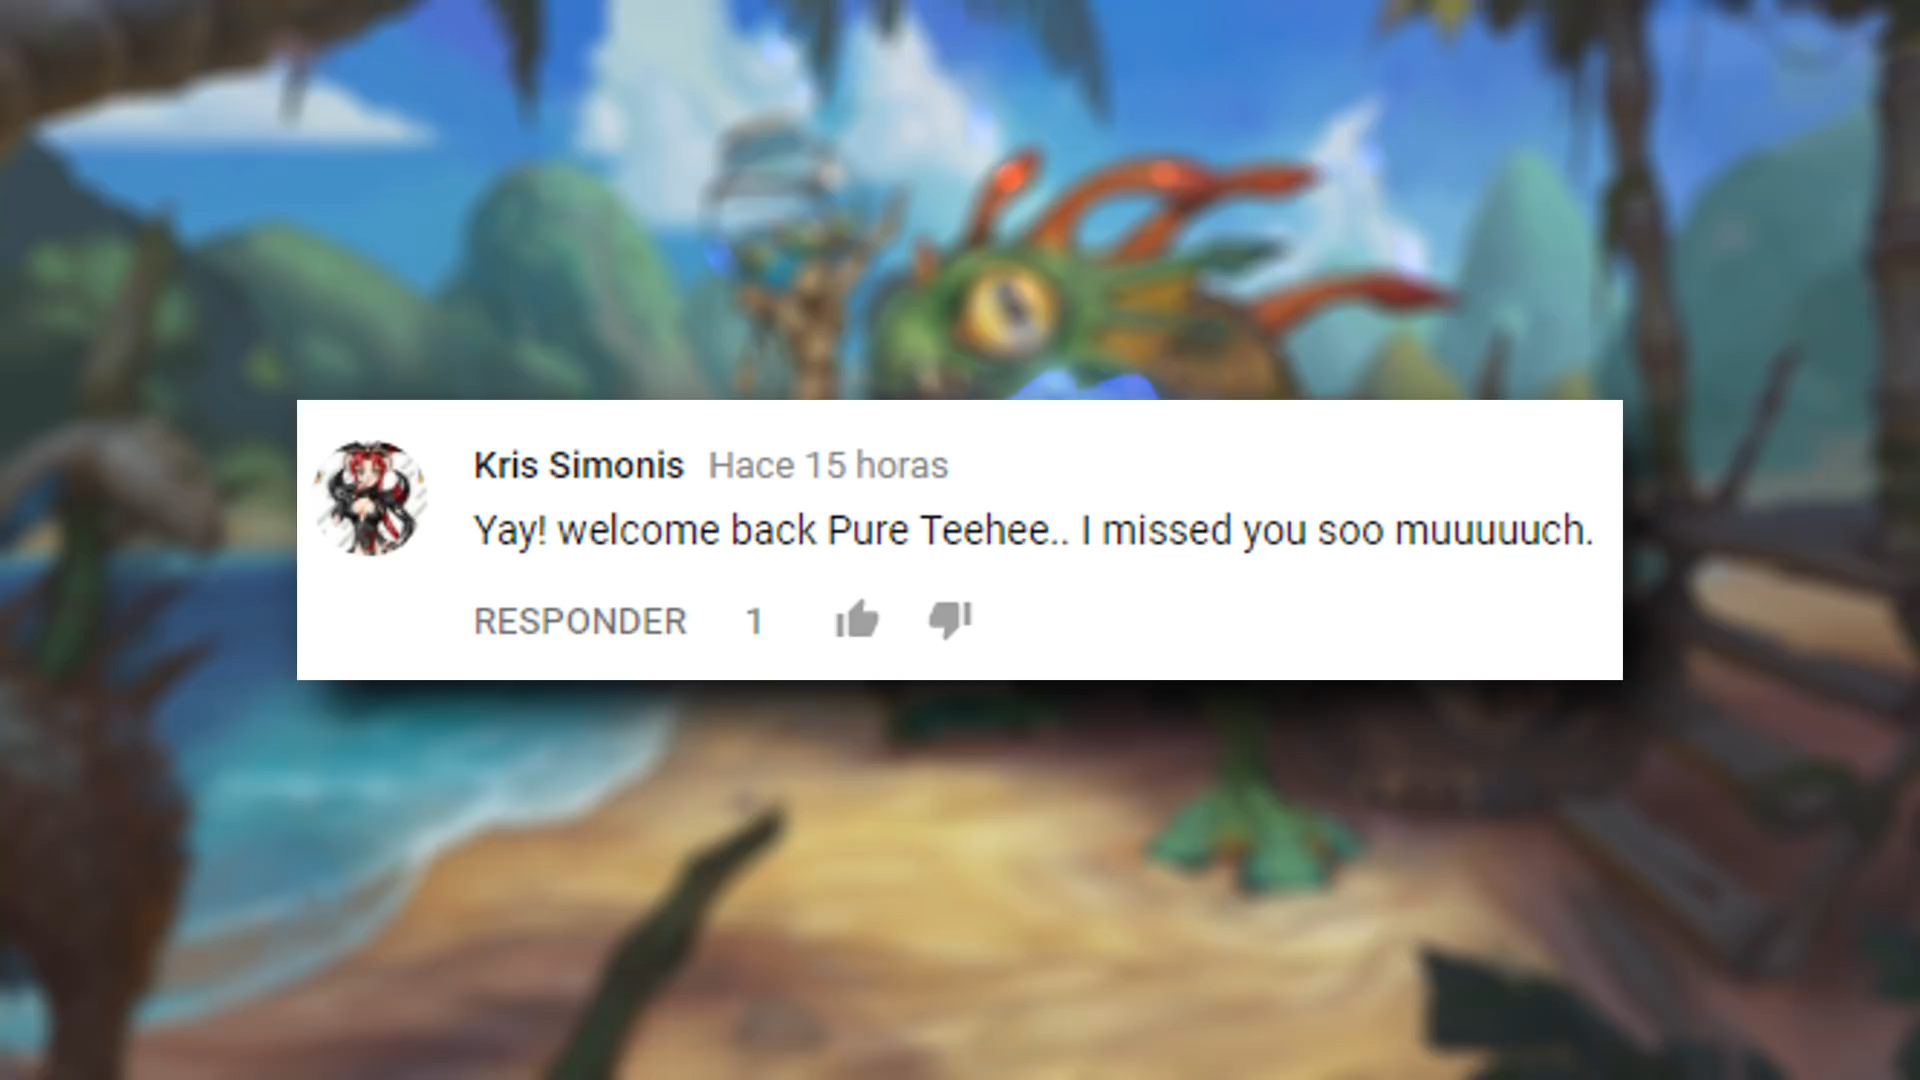 Kris Simonis Hace 15 horas
Yay! welcome back Pure Teehee.. I missed you soo muuuuuch.
RESPONDER 1